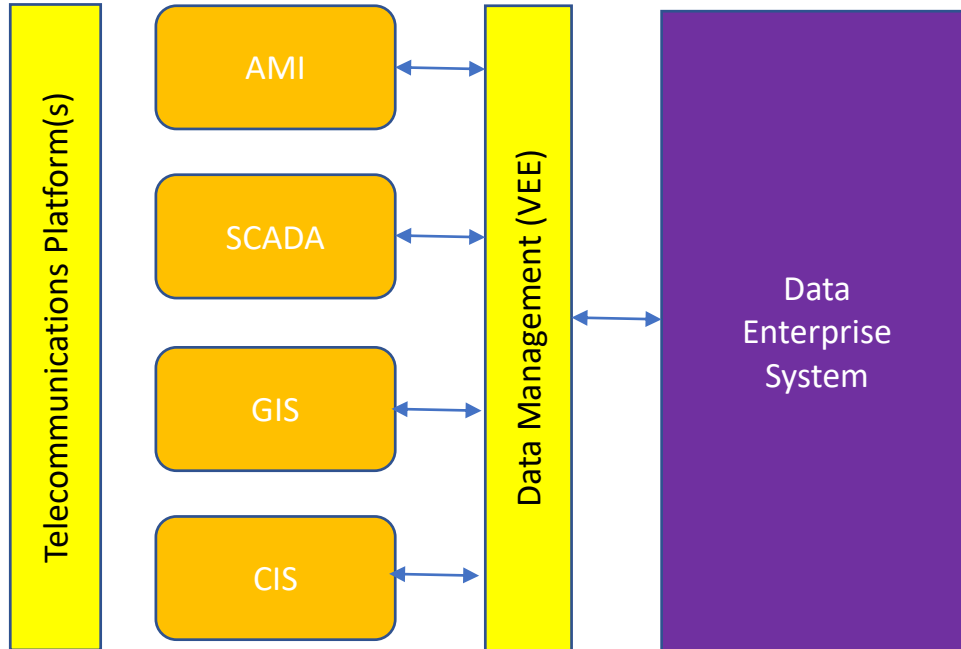 Telecommunications Platform(s)
AMI
SCADA
GIS
CIS
Data Management (VEE)
Data
Enterprise
System